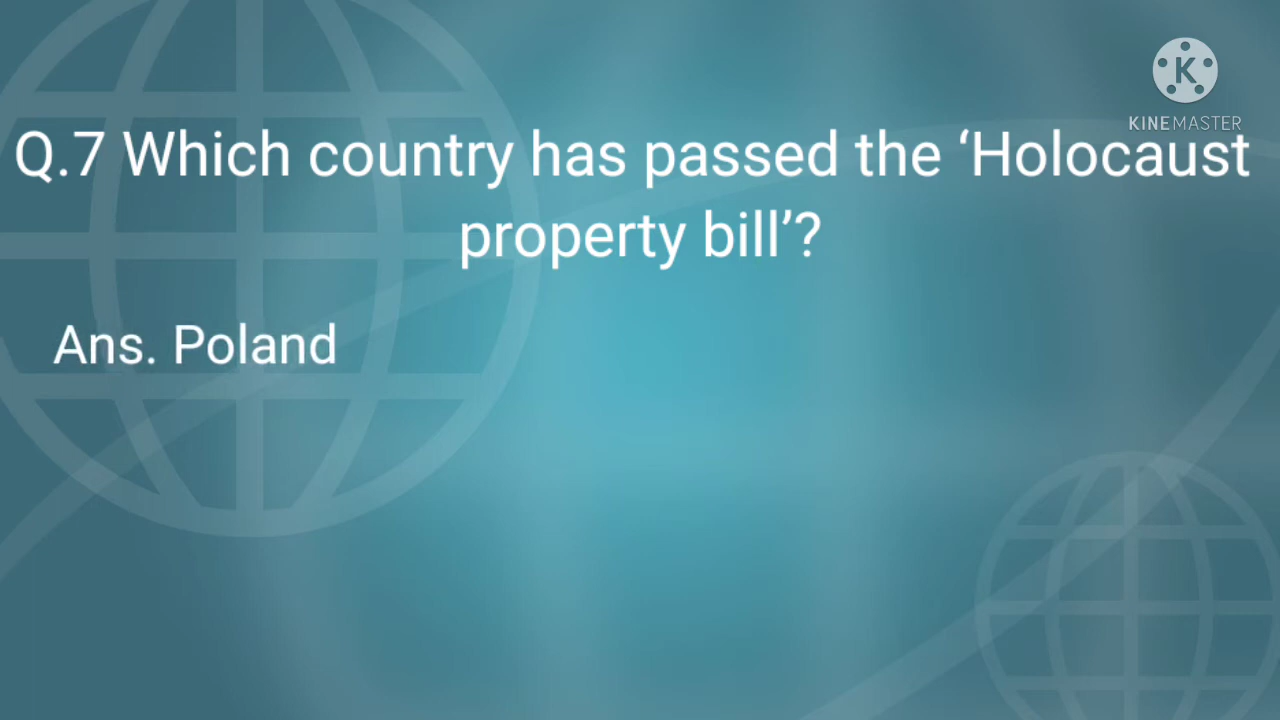 K
KINEMASTER
Q.7 Which country has passed the ‘Holocaust
property bill’?
Ans. Poland